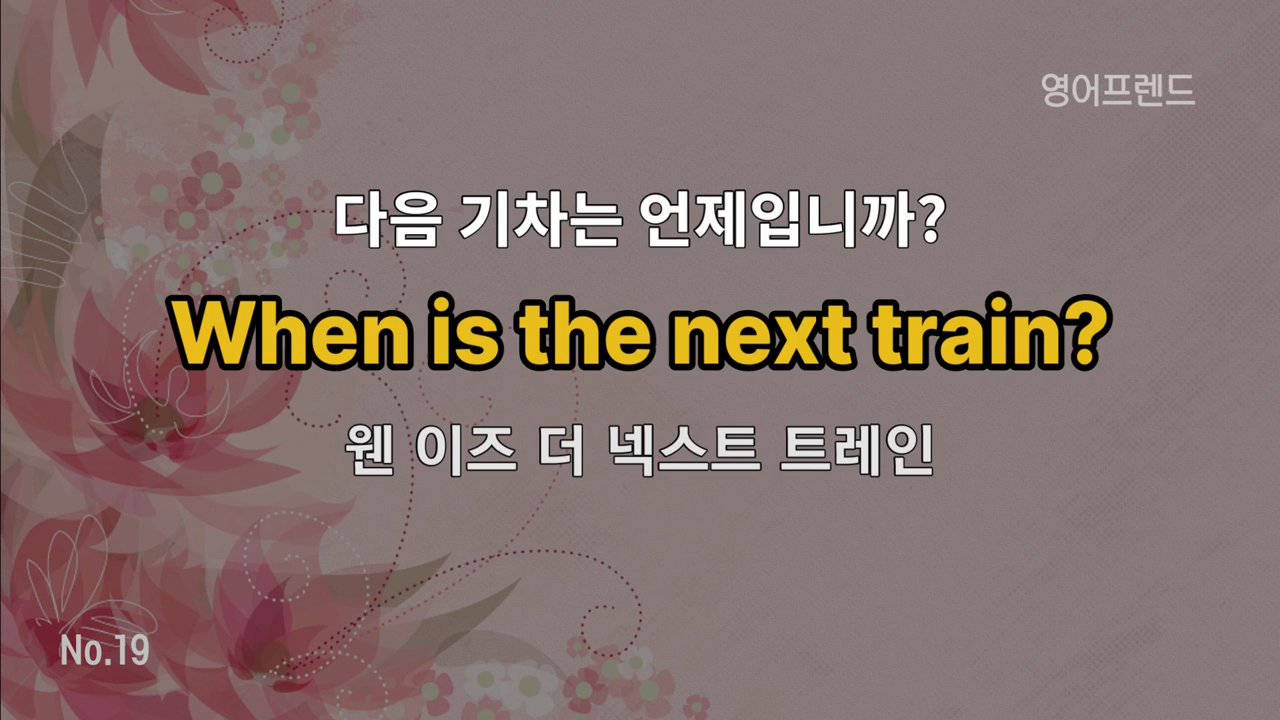 영어프렌드
다음 기차는 언제입니까?
When is the next train?
웬 이즈 더 넥스트 트레인
No.19